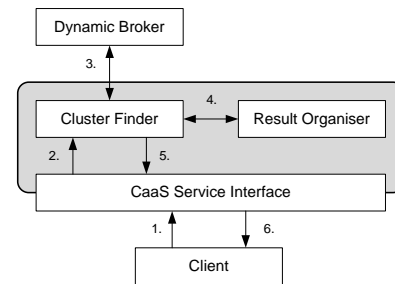 Dynamic Broker
3.
4.
Cluster Finder
Result Organiser
2.
5.
CaaS Service Interface
1.
6.
Client